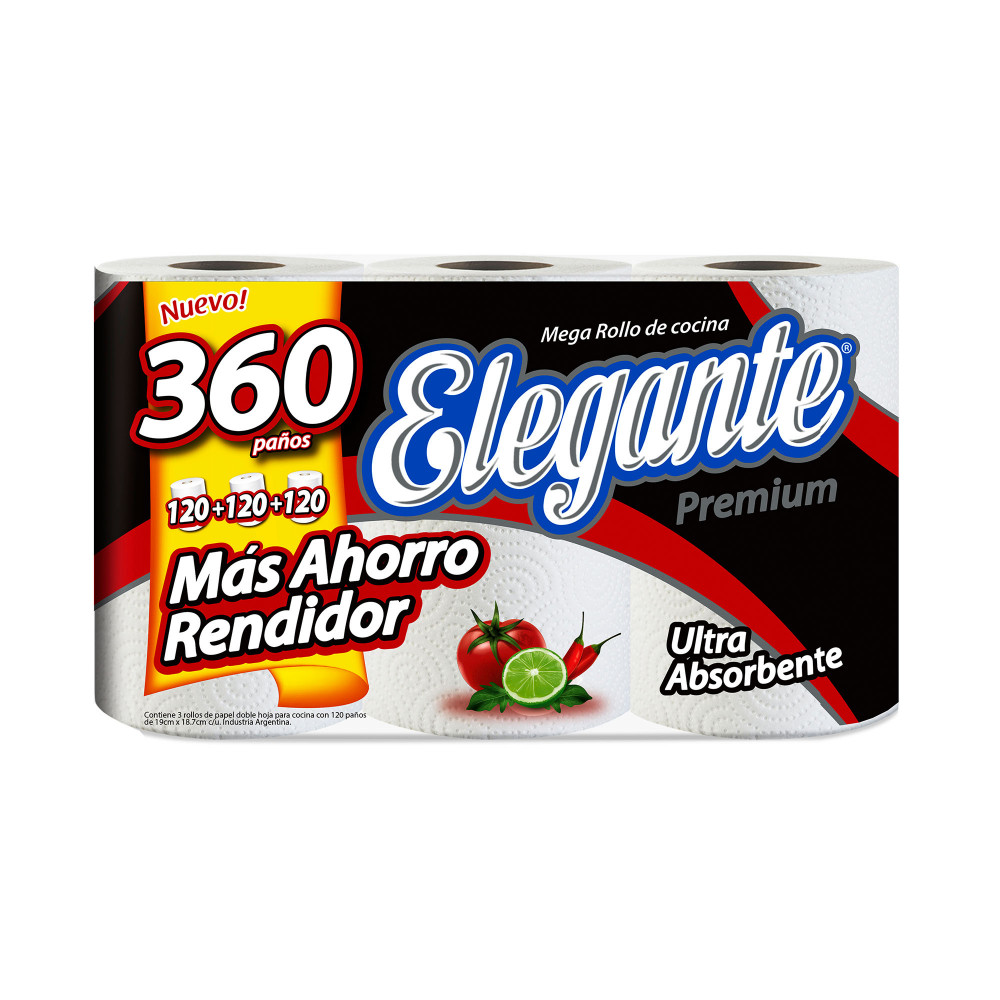 Nuevo!
360
paños
120+120+120
Más Ahorro
Rendidor
Mega Rollo de cocina
Elegante®
Premium
Ultra
Absorbente
Contiene 3 rollos de papel doble hoja para cocina con 120 paños
de 19cm x 18.7cm c/u. Industria Argentina.